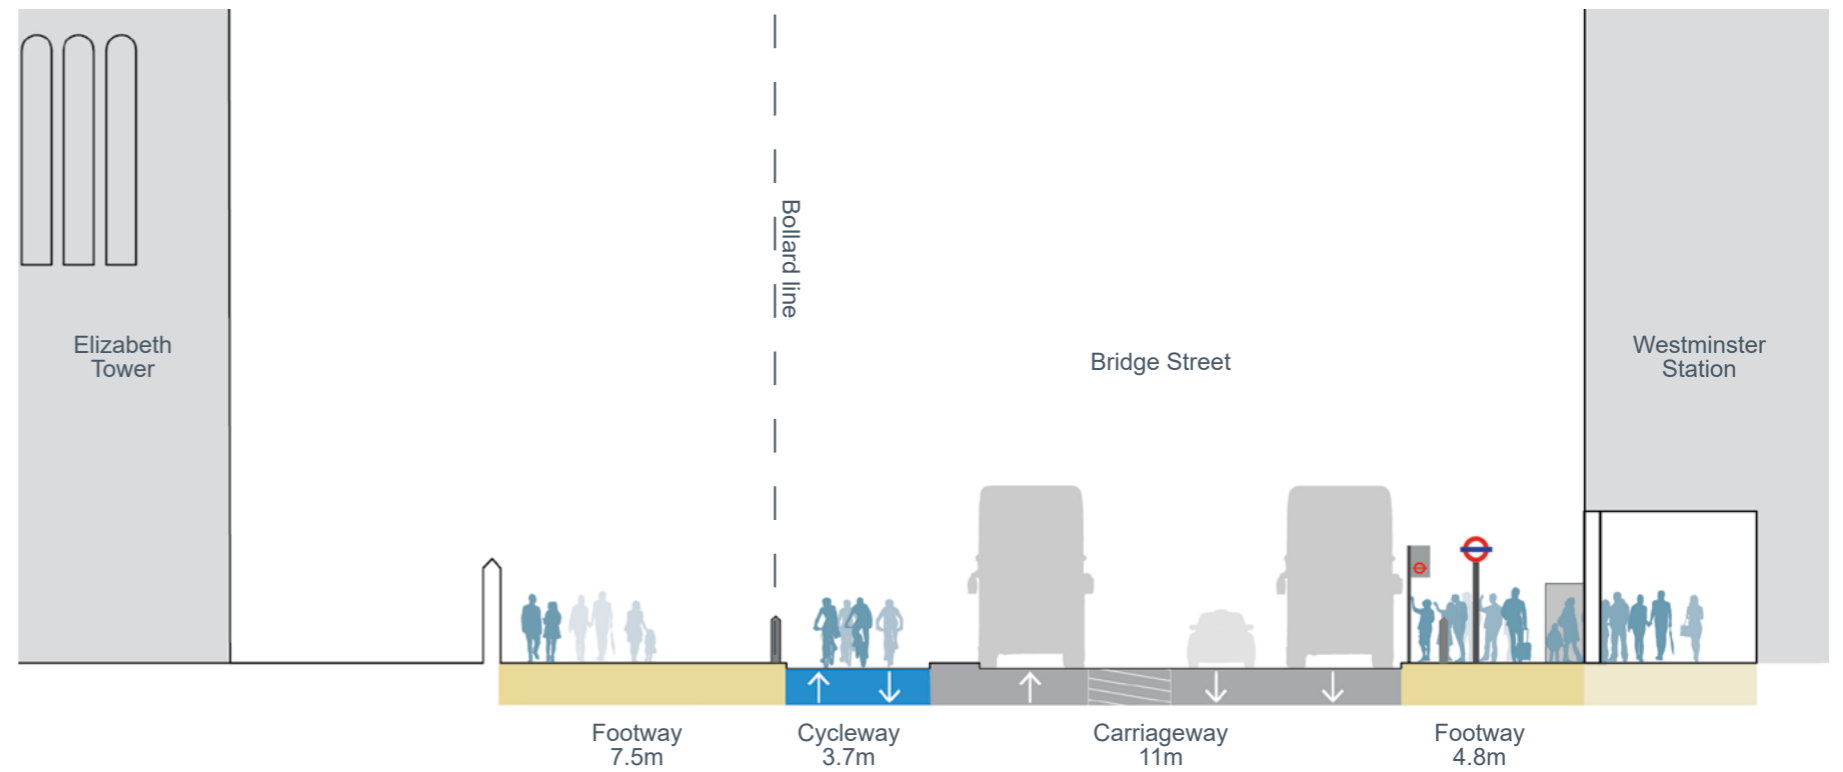 Elizabeth
Tower
Bollard line
Bridge Street
Westminster
Station
Footway
7.5m
Cycleway
3.7m
Carriageway
11m
Footway
4.8m